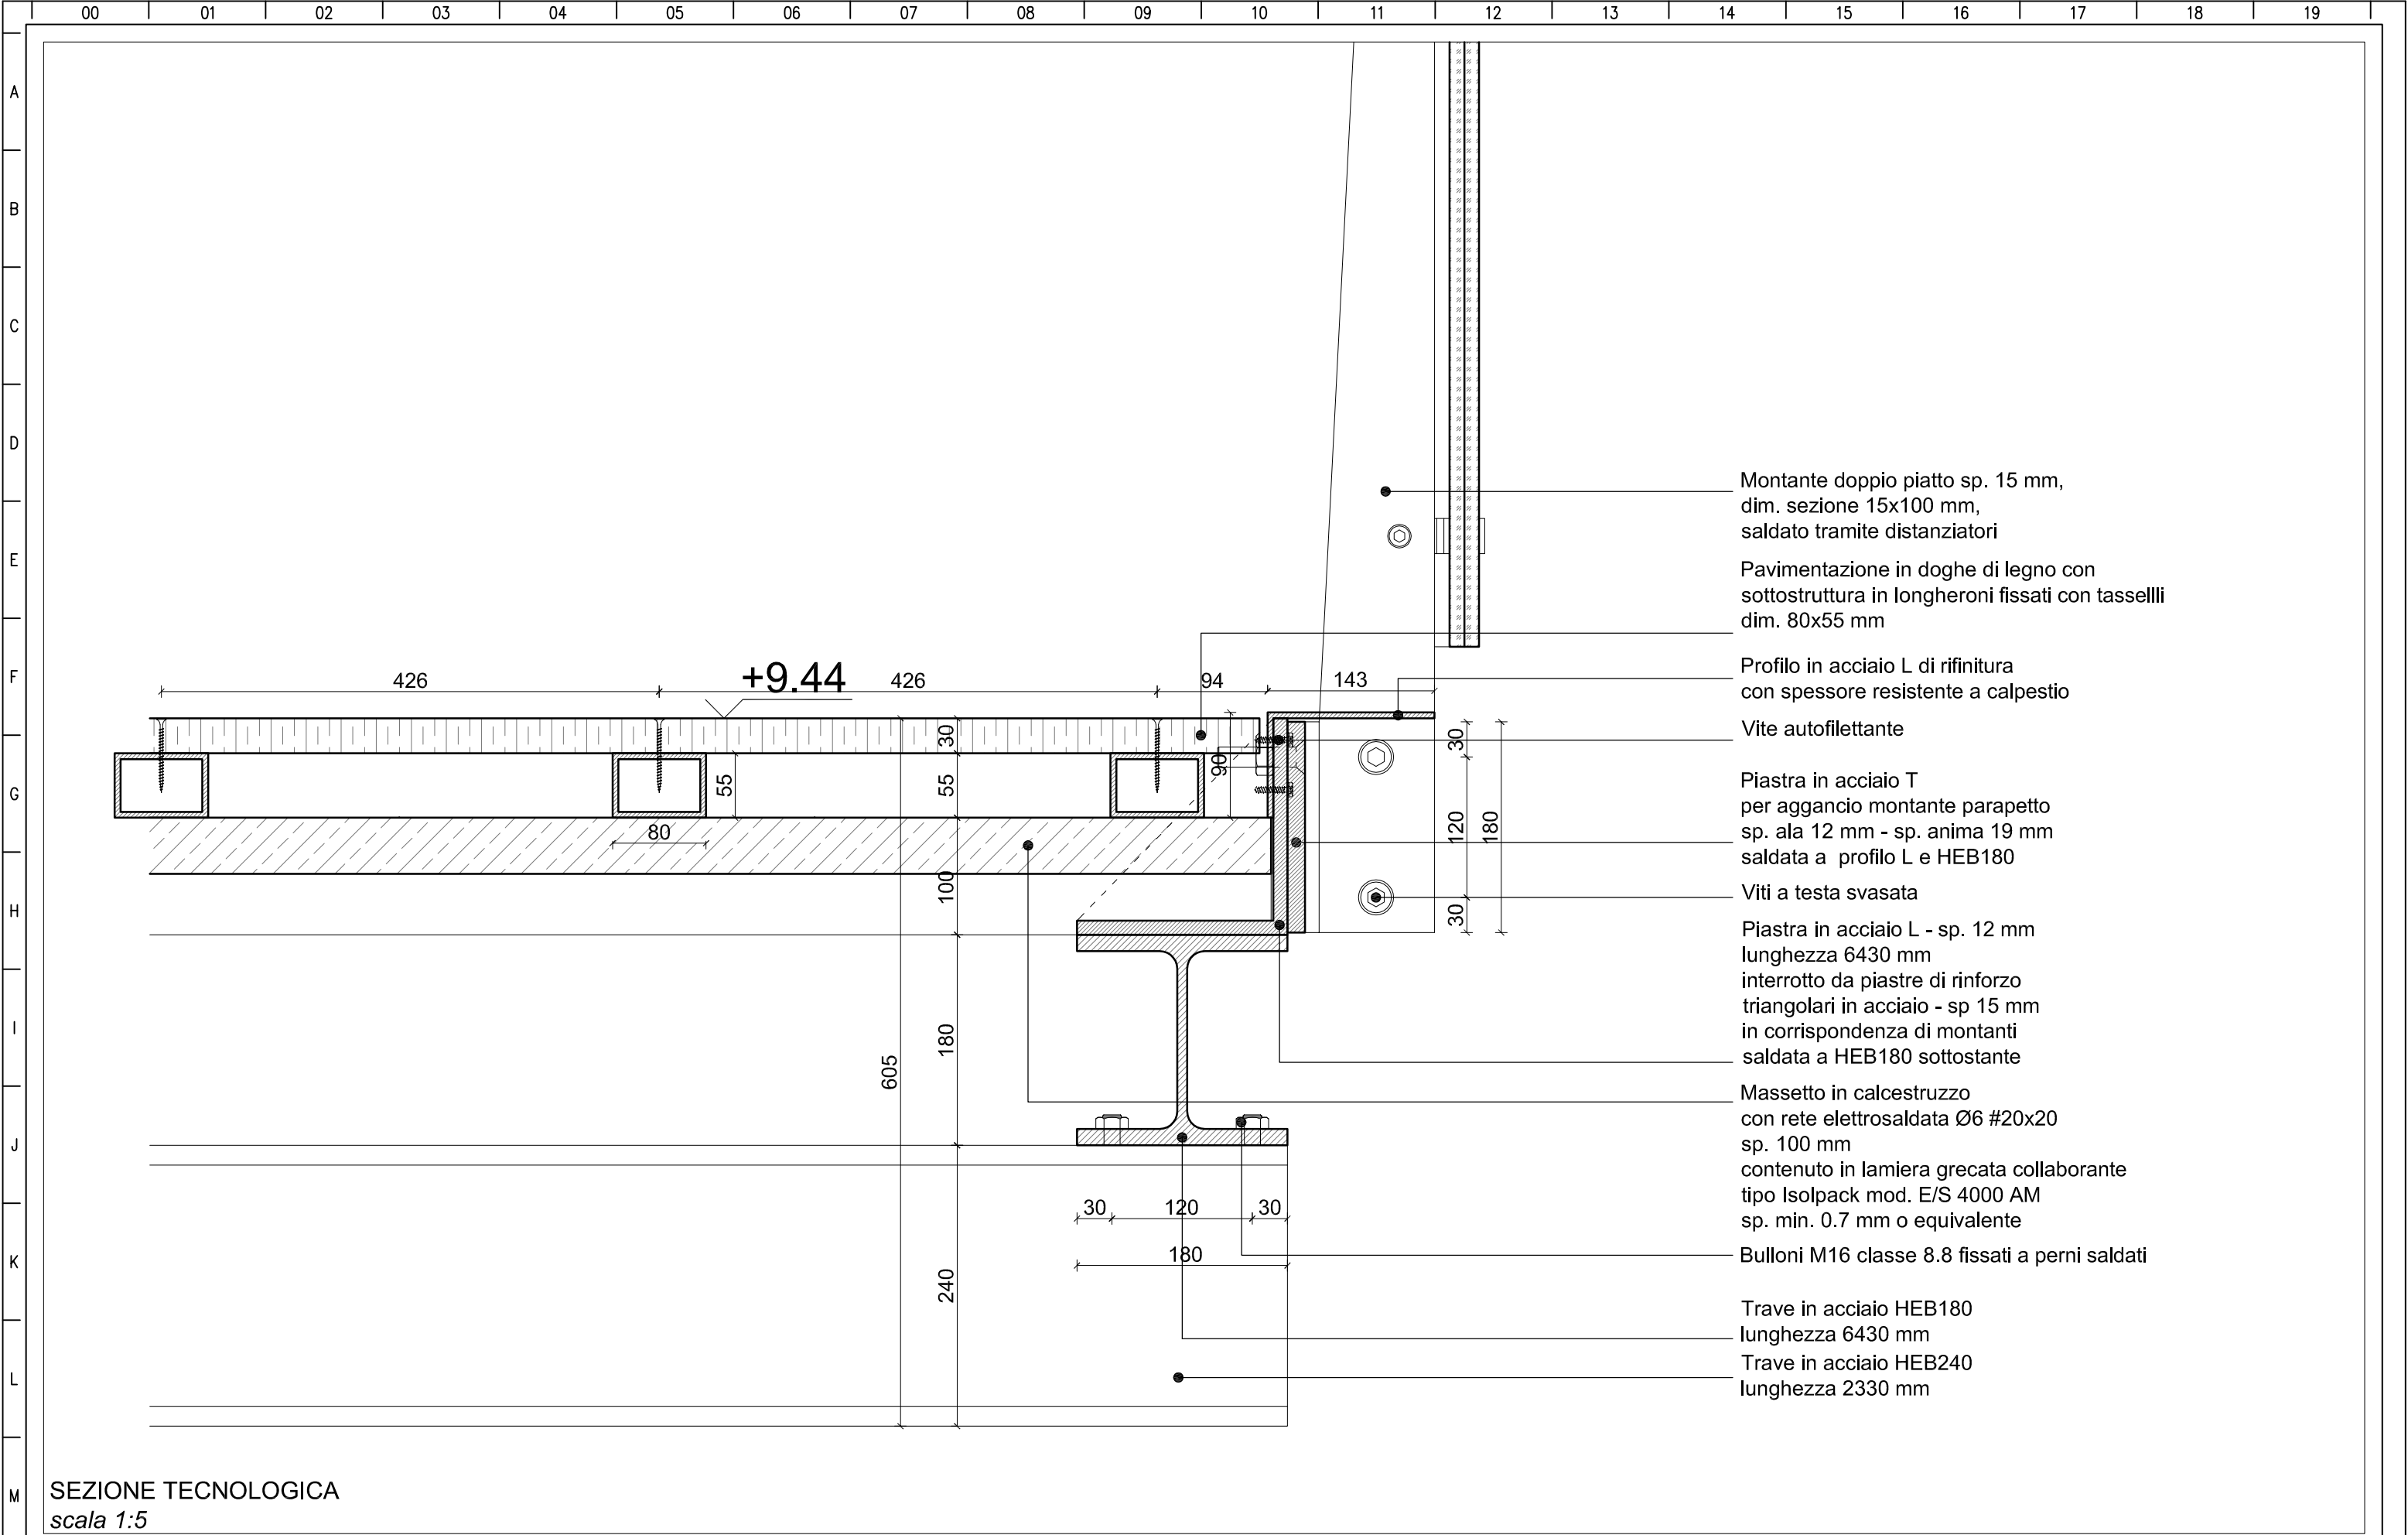 00 01 02 03 04 05 06 07 08 09 10 11 12 13 14 15 16 17 18 19
A
B
C
D
E
F
G
H
I
J
K
L
M
Montante doppio piatto sp. 15 mm,
dim. sezione 15x100 mm,
saldato tramite distanziatori
Pavimentazione in doghe di legno con
sottostruttura in longheroni fissati con tassellli
dim. 80x55 mm
Profilo in acciaio L di rifinitura
con spessore resistente a calpestio
Vite autofilettante
Piastra in acciaio T
per aggancio montante parapetto
sp. ala 12 mm - sp. anima 19 mm
saldata a profilo L e HEB180
Viti a testa svasata
Piastra in acciaio L - sp. 12 mm
lunghezza 6430 mm
interrotto da piastre di rinforzo
triangolari in acciaio - sp 15 mm
in corrispondenza di montanti
saldata a HEB180 sottostante
Massetto in calcestruzzo
con rete elettrosaldata Ø6 #20x20
sp. 100 mm
contenuto in lamiera grecata collaborante
tipo Isolpack mod. E/S 4000 AM
sp. min. 0.7 mm o equivalente
Bulloni M16 classe 8.8 fissati a perni saldati
Trave in acciaio HEB180
lunghezza 6430 mm
Trave in acciaio HEB240
lunghezza 2330 mm
426 +9.44 426 94 143
30
55
55
80
100
90
30
120
180
30
180
605
30 120 30
180
240
SEZIONE TECNOLOGICA
scala 1:5